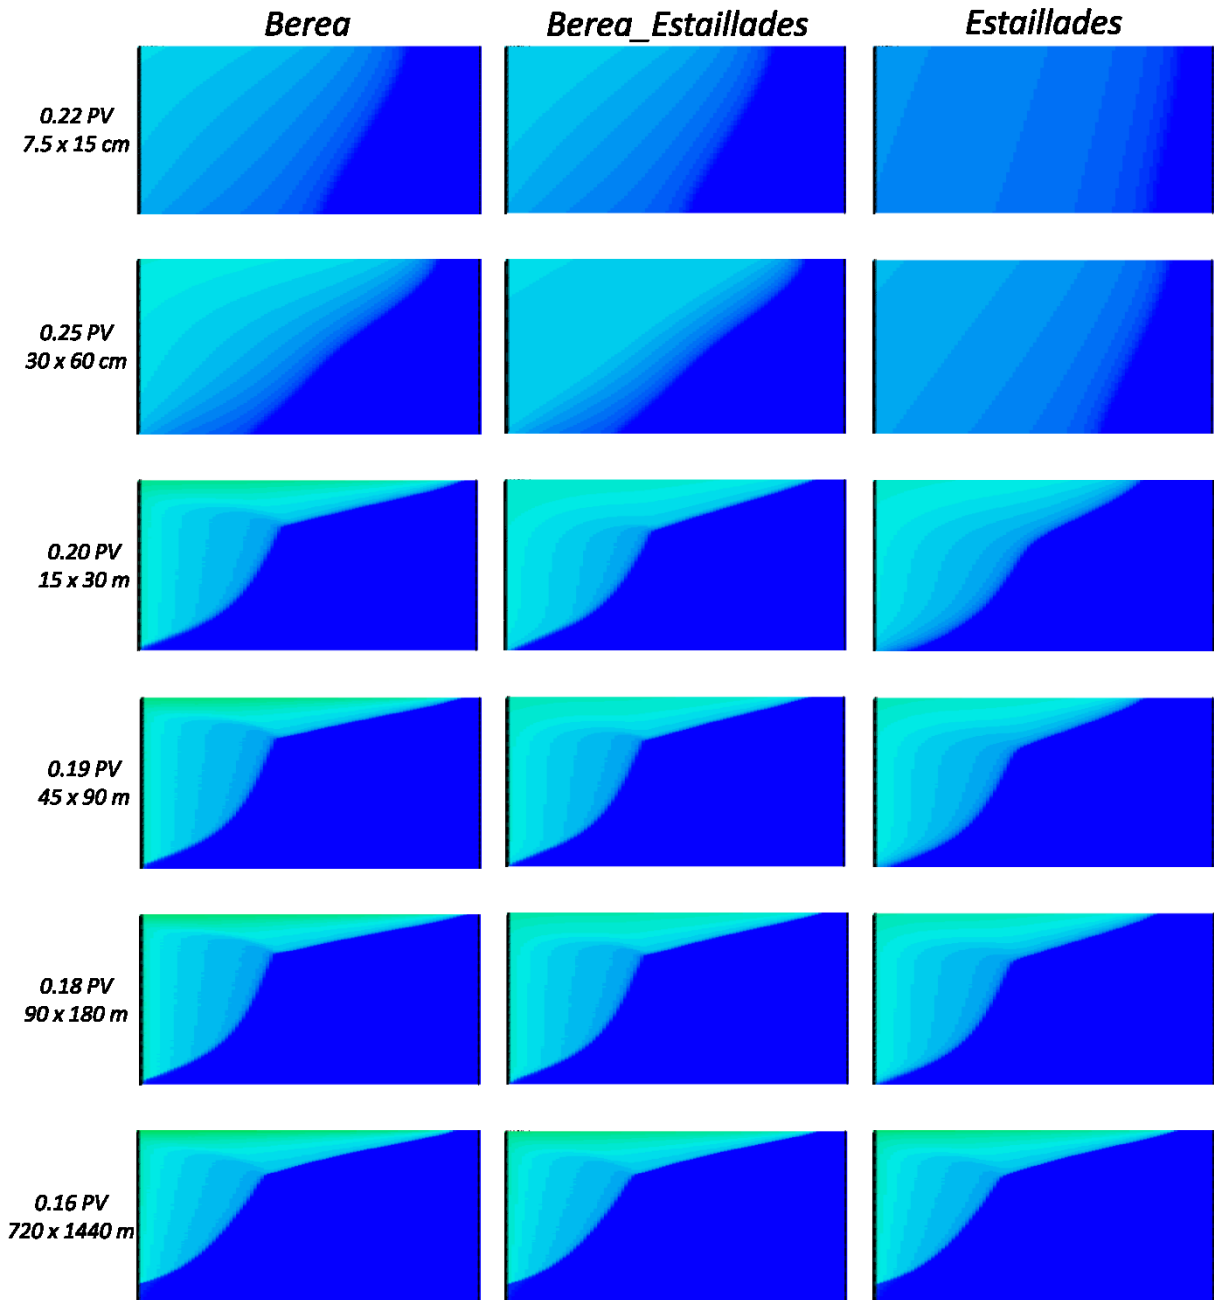 Berea Berea_Estaillades Estaillades
0.22 PV
7.5 x 15 cm
0.25 PV
30 x 60 cm
0.20 PV
15 x 30 m
0.19 PV
45 x 90 m
0.18 PV
90 x 180 m
0.16 PV
720 x 1440 m